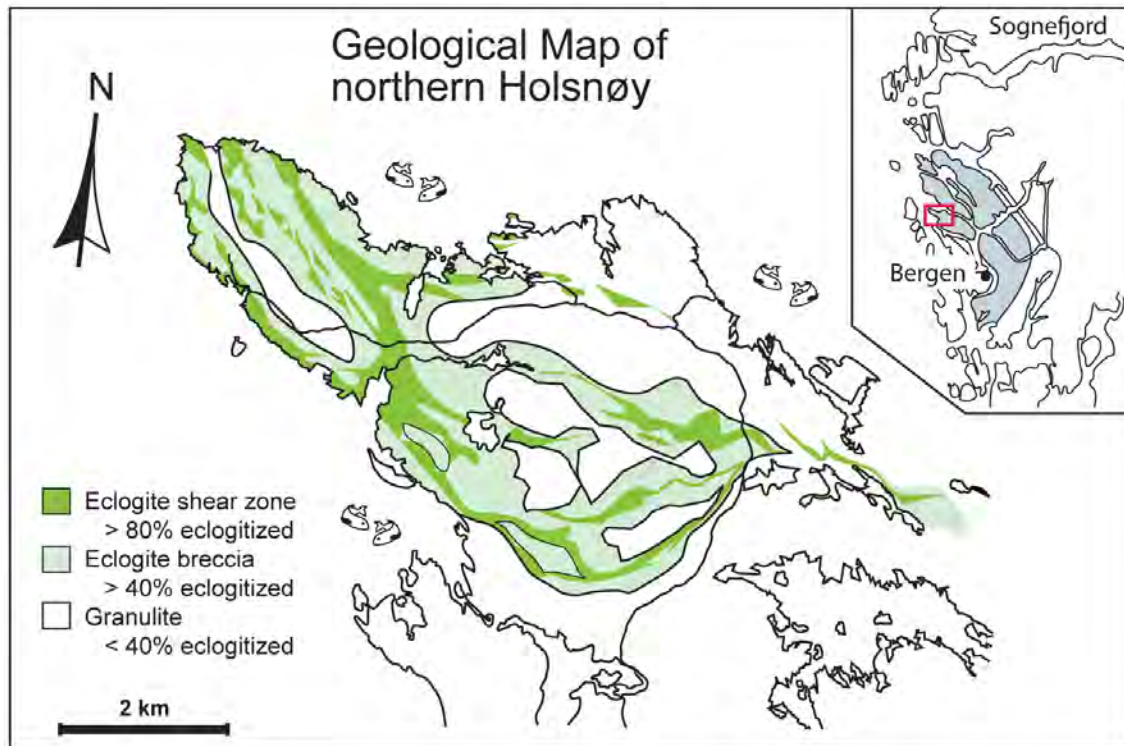 Geological Map of
northern Holsnøy
N
Sognefjord
Bergen
Eclogite shear zone
> 80% eclogitized
Eclogite breccia
> 40% eclogitized
Granulite
< 40% eclogitized
2 km